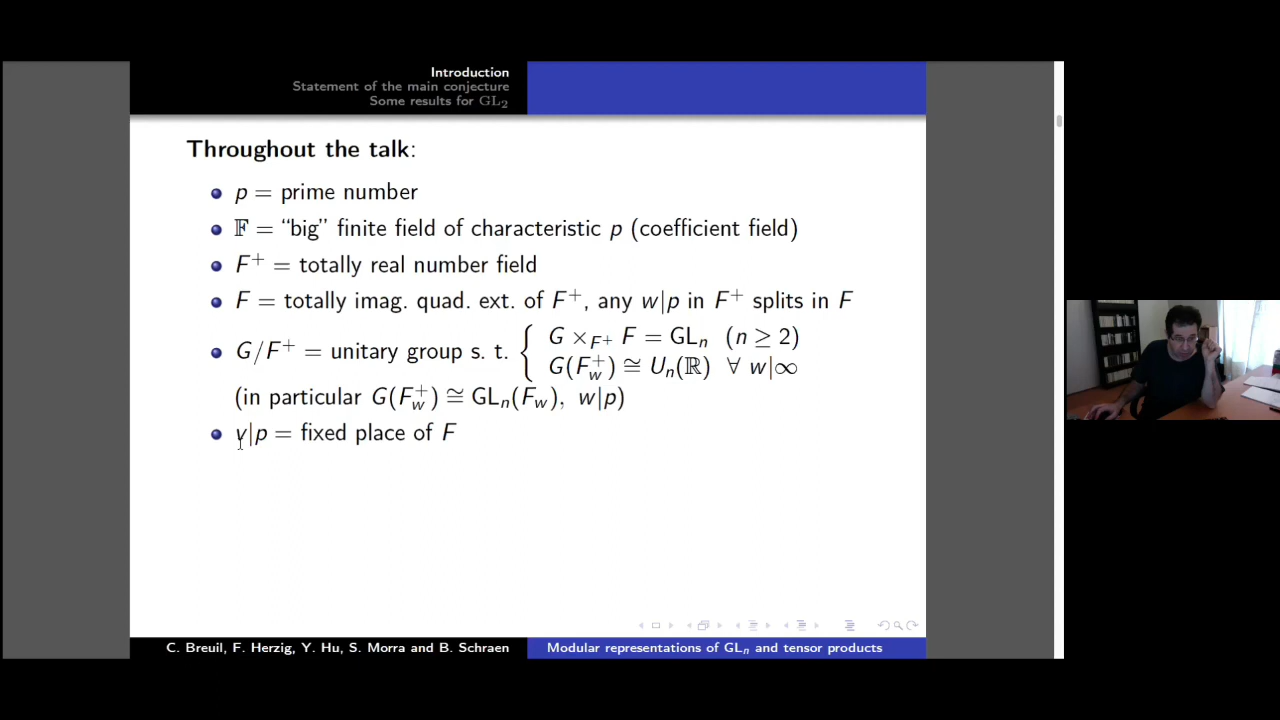 Introduction
Statement of the main conjecture
Some results for GL₂
Throughout the talk:
p = prime number
𝔽 = “big” finite field of characteristic p (coefficient field)
F⁺ = totally real number field
F = totally imag. quad. ext. of F⁺, any w|p in F⁺ splits in F
G/F⁺ = unitary group s. t. { G ×_{F⁺} F = GLₙ (n ≥ 2)
G(F_w⁺) ≅ Uₙ(ℝ) ∀ w|∞
(in particular G(F_w⁺) ≅ GLₙ(F_w), w|p)
v|p = fixed place of F
C. Breuil, F. Herzig, Y. Hu, S. Morra and B. Schraen
Modular representations of GLₙ and tensor products